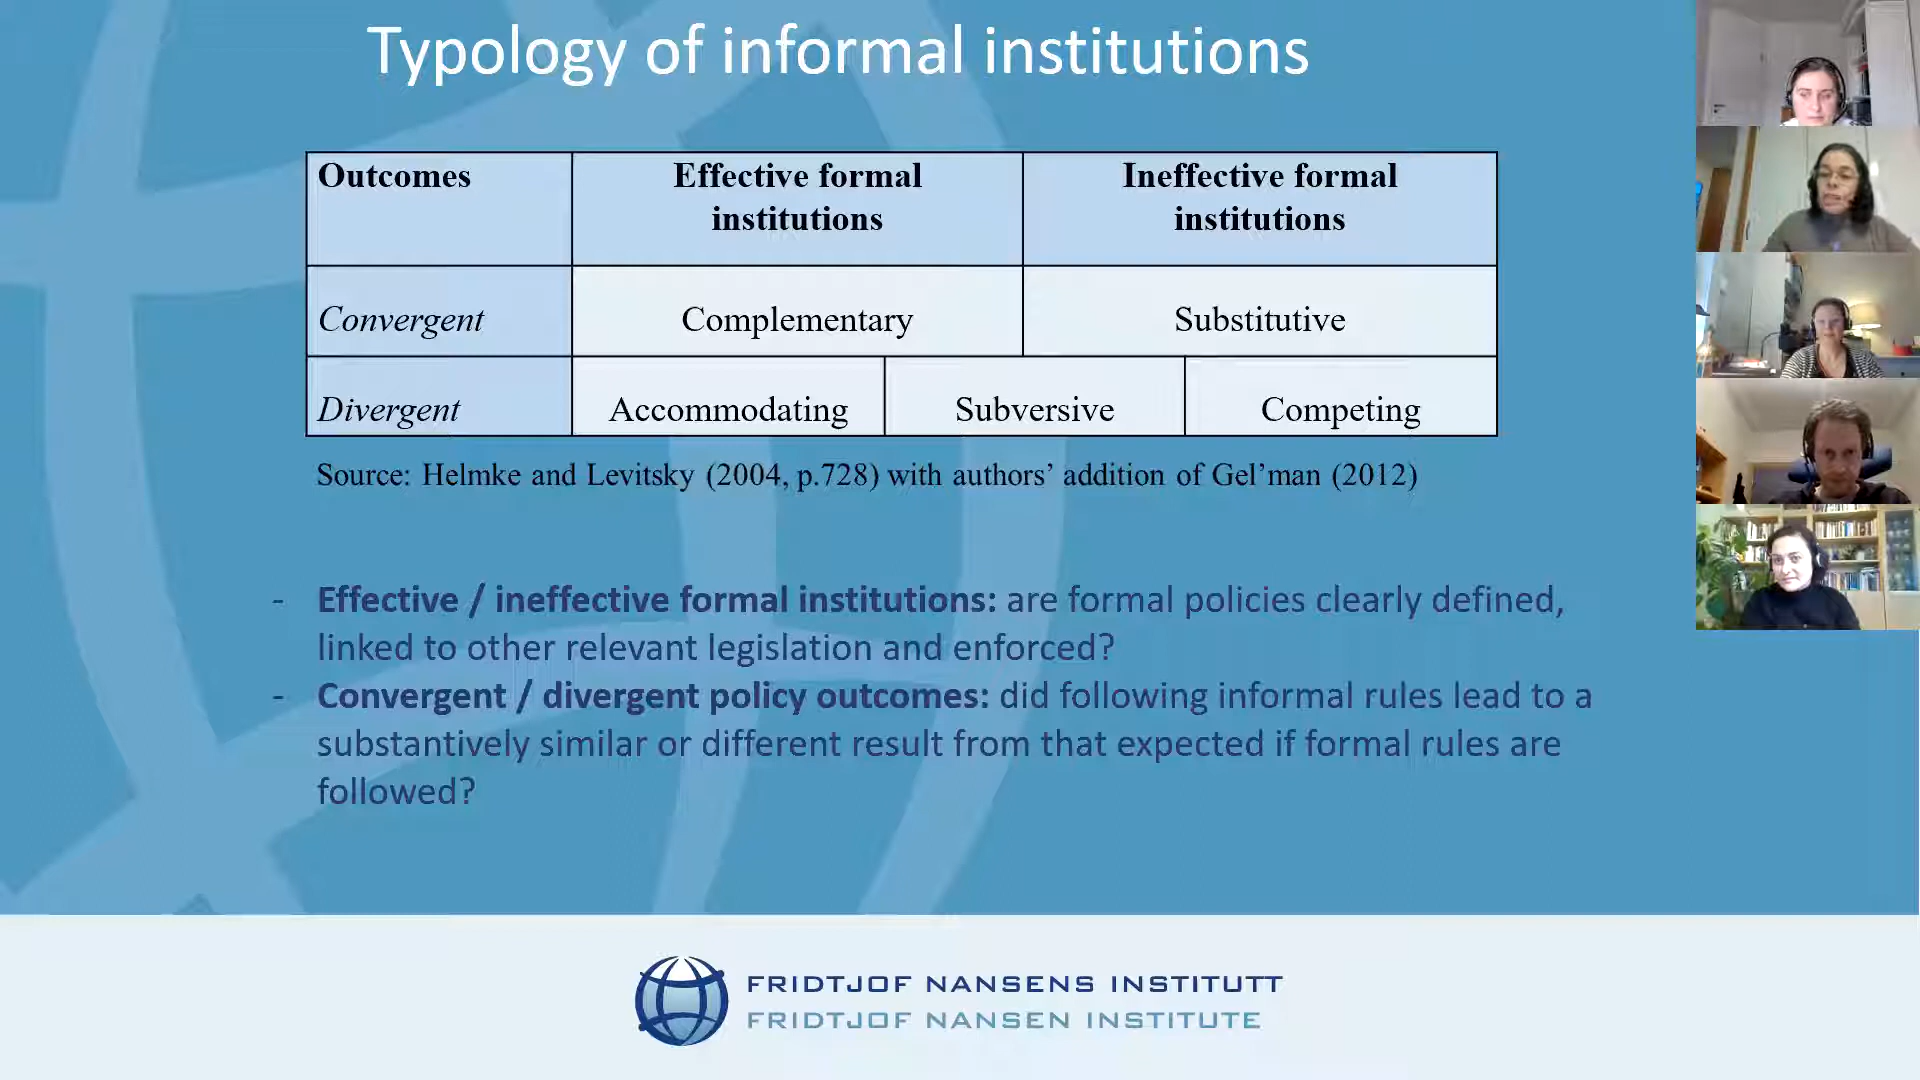 Typology of informal institutions
Outcomes
Effective formal
institutions
Ineffective formal
institutions
Convergent
Complementary
Substitutive
Divergent
Accommodating
Subversive
Competing
Source: Helmke and Levitsky (2004, p.728) with authors’ addition of Gel’man (2012)
- Effective / ineffective formal institutions: are formal policies clearly defined,
linked to other relevant legislation and enforced?
- Convergent / divergent policy outcomes: did following informal rules lead to a
substantively similar or different result from that expected if formal rules are
followed?
FRIDTJOF NANSENS INSTITUTT
FRIDTJOF NANSEN INSTITUTE